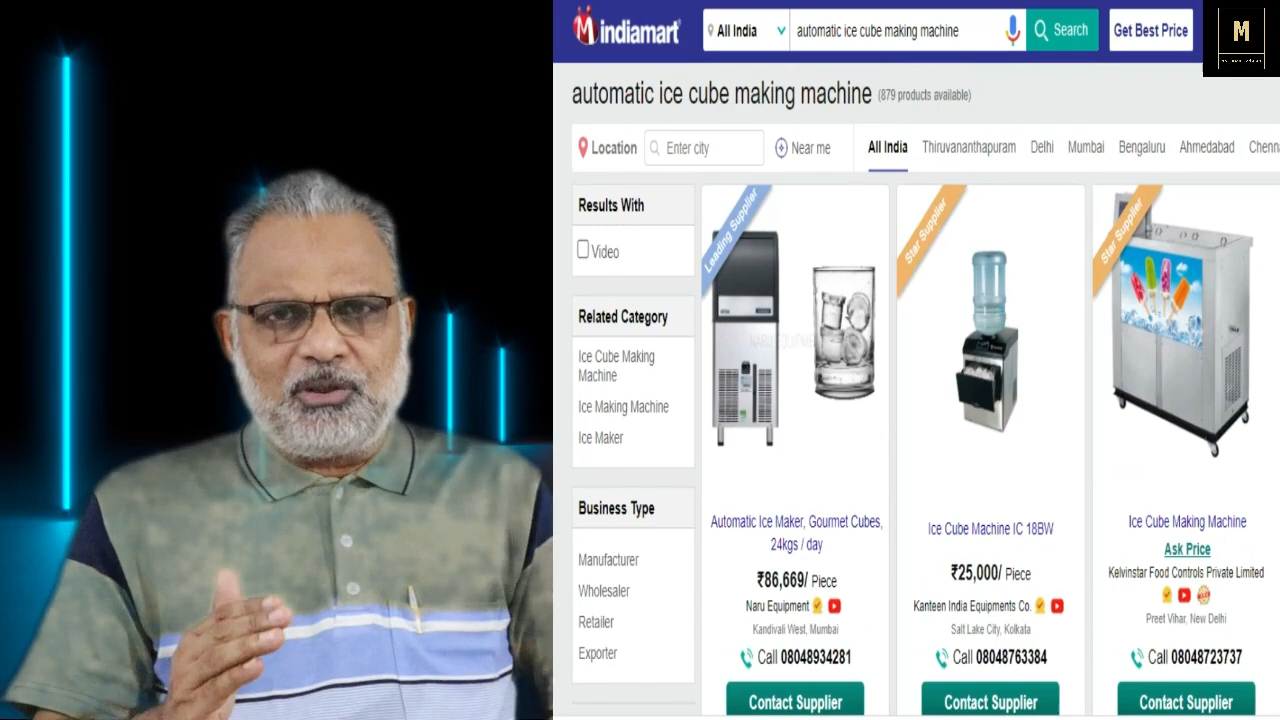 indiamart
All India
automatic ice cube making machine
Search
Get Best Price
M
automatic ice cube making machine (879 products available)
Location
Enter city
Near me
All India
Thiruvananthapuram
Delhi
Mumbai
Bengaluru
Ahmedabad
Chenn
Results With
Video
Related Category
Ice Cube Making
Machine
Ice Making Machine
Ice Maker
Business Type
Manufacturer
Wholesaler
Retailer
Exporter
Leading Supplier
Automatic Ice Maker, Gourmet Cubes,
24kgs / day
₹86,669/ Piece
Naru Equipment
Kandivali West, Mumbai
Call 08048934281
Contact Supplier
Star Supplier
Ice Cube Machine IC 18BW
₹25,000/ Piece
Kanteen India Equipments Co.
Salt Lake City, Kolkata
Call 08048763384
Contact Supplier
Star Supplier
Ice Cube Making Machine
Ask Price
Kelvinstar Food Controls Private Limited
Preet Vihar, New Delhi
Call 08048723737
Contact Supplier